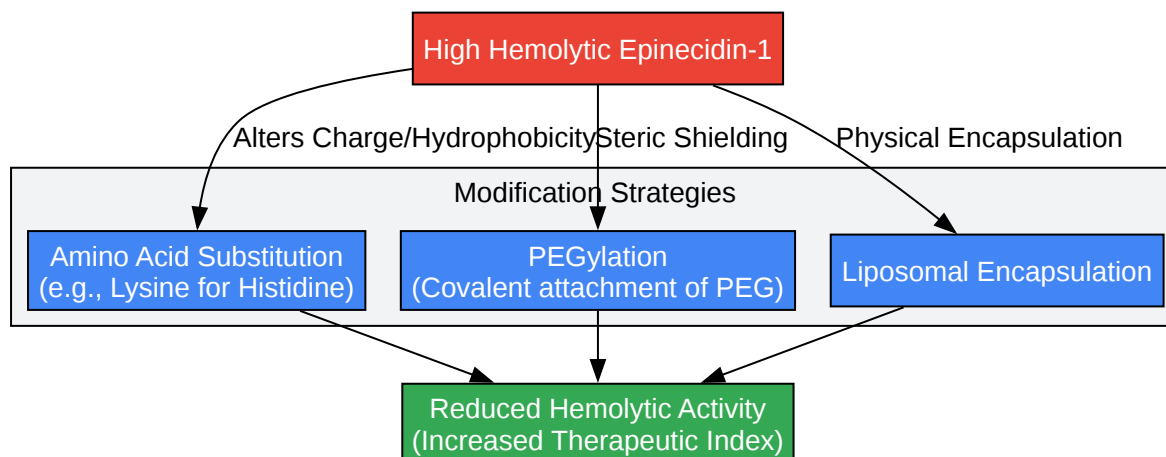 High Hemolytic Epinecidin-1
Alters Charge/Hydrophobicity
Steric Shielding
Physical Encapsulation
Modification Strategies
Amino Acid Substitution
(e.g., Lysine for Histidine)
PEGylation
(Covalent attachment of PEG)
Liposomal Encapsulation
Reduced Hemolytic Activity
(Increased Therapeutic Index)